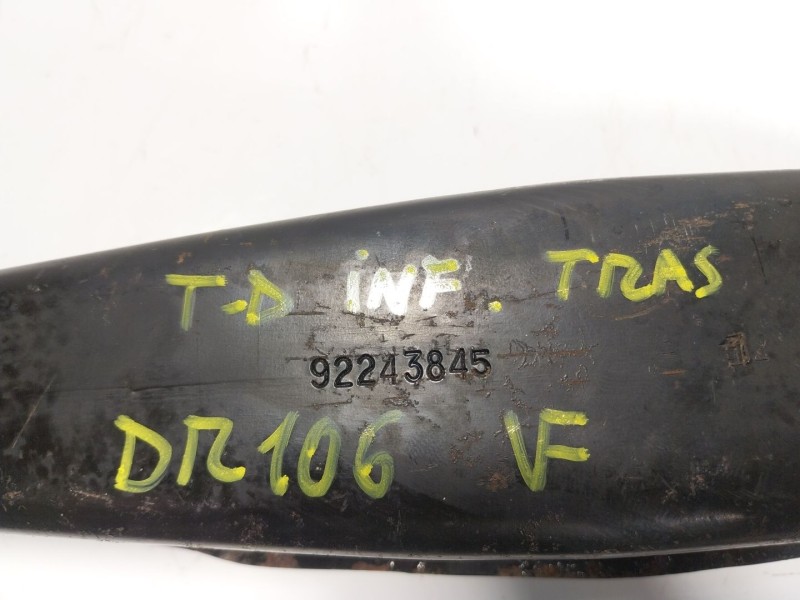 T-D INF. TRAS
92243845
DR106 VF